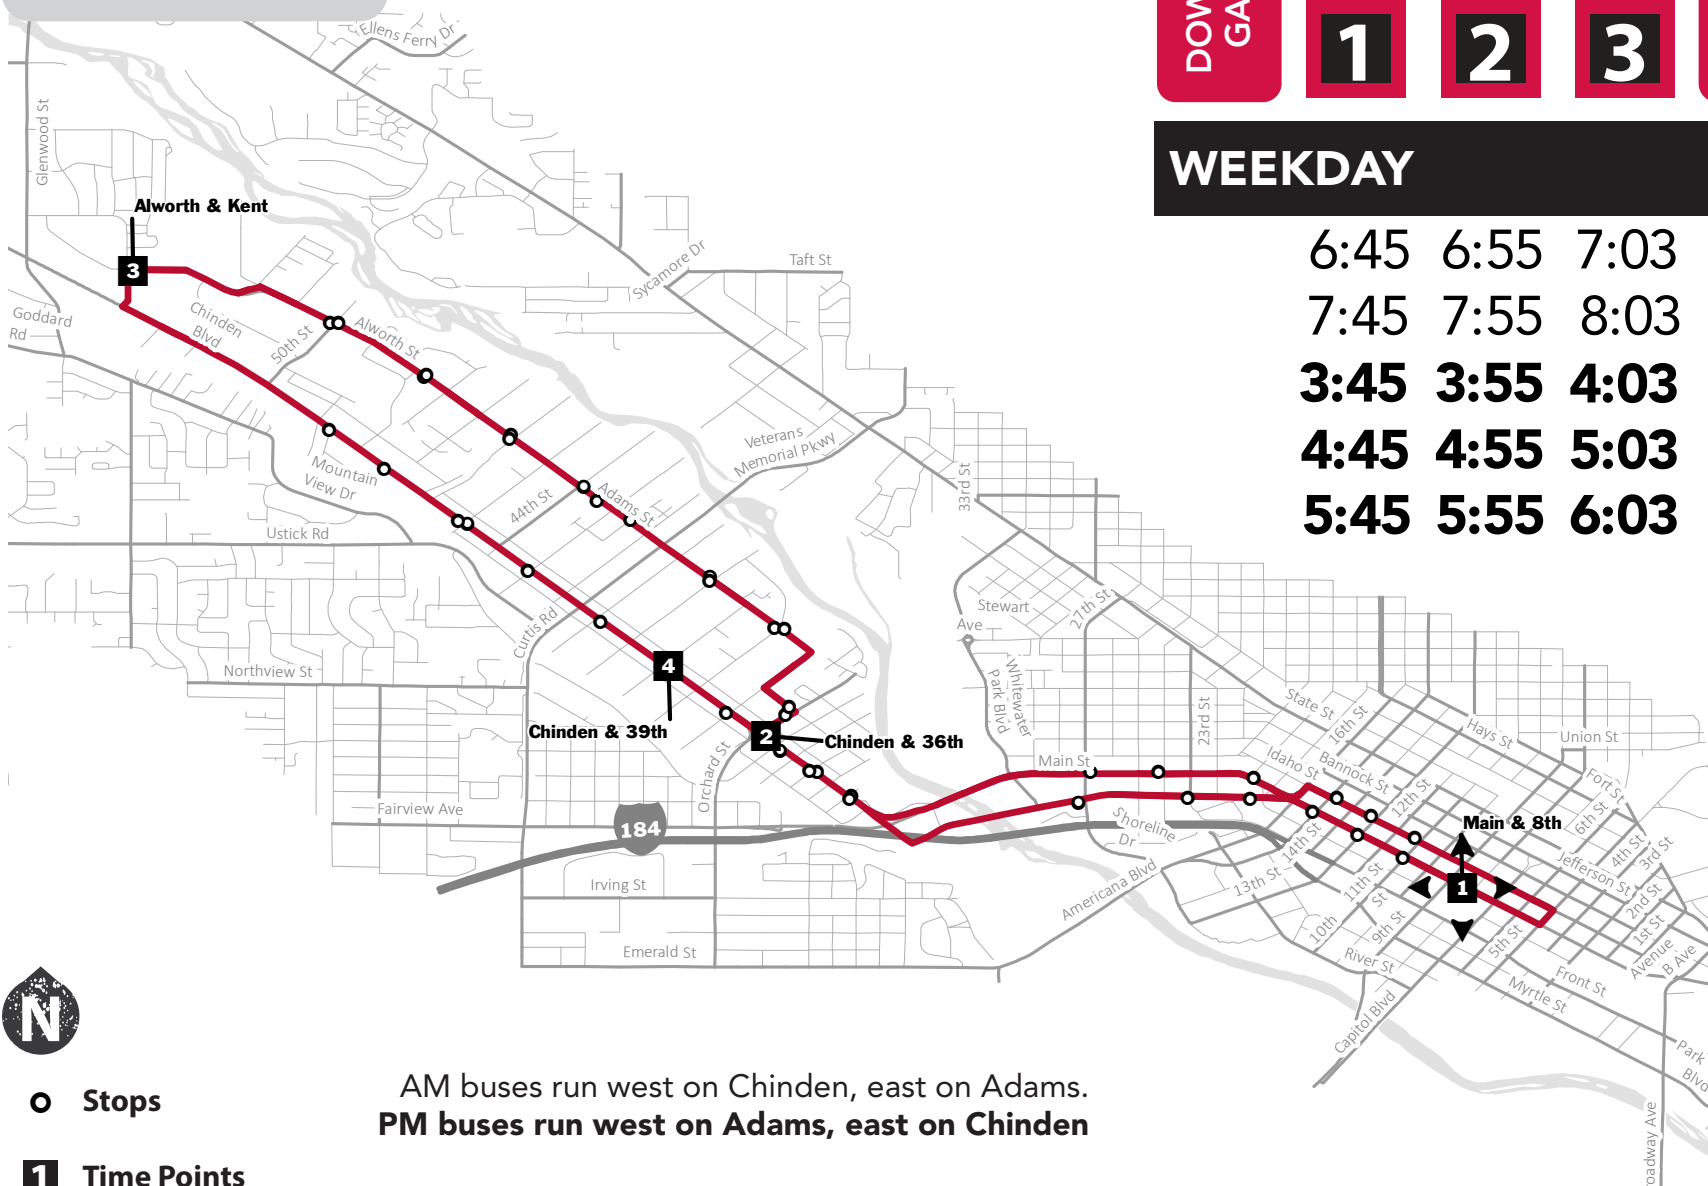 Ellens Ferry Dr
Glenwood St
Alworth & Kent
3
Goddard
Rd
Chinden
Blvd
50th St
Alworth St
Sycamore Dr
Taft St
Veterans
Memorial Pkwy
33rd St
Mountain
View Dr
44th St
Adams St
Ustick Rd
Curtis Rd
Northview St
4
Chinden & 39th
2
Chinden & 36th
Orchard St
Fairview Ave
184
Irving St
Emerald St
Stewart
Ave
27th St
Whitewater
Park Blvd
23rd St
Main St
State St
16th St
Idaho St
Bannock St
12th St
Hays St
Union St
Fort St
6th St
4th St
3rd St
Main & 8th
1
Jefferson St
2nd St
1st St
Avenue
B Ave
Shoreline
Dr
14th St
13th St
11th St
10th
St
9th St
5th St
Americana Blvd
River St
Front St
Myrtle St
Capitol Blvd
Park
Blvd
1 2 3
WEEKDAY
6:45 6:55 7:03
7:45 7:55 8:03
3:45 3:55 4:03
4:45 4:55 5:03
5:45 5:55 6:03
N
Stops
1 Time Points
AM buses run west on Chinden, east on Adams.
PM buses run west on Adams, east on Chinden